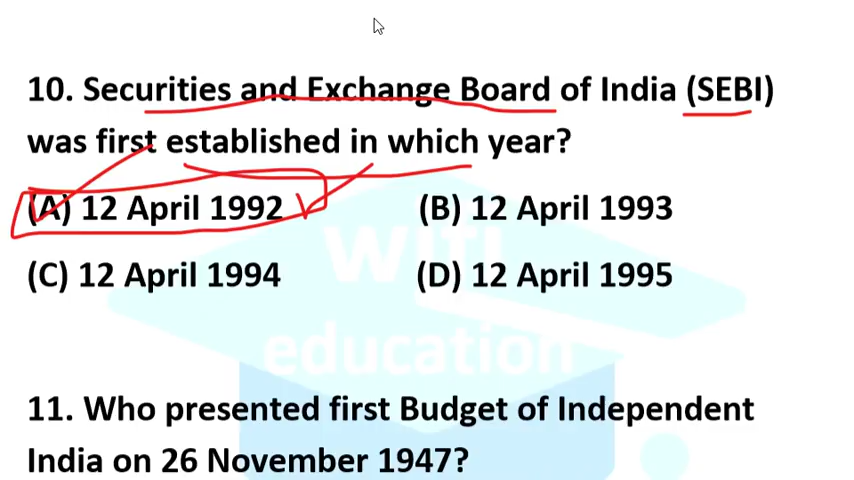 10. Securities and Exchange Board of India (SEBI)
was first established in which year?
(A) 12 April 1992 (B) 12 April 1993
(C) 12 April 1994 (D) 12 April 1995
wifi
education
11. Who presented first Budget of Independent
India on 26 November 1947?